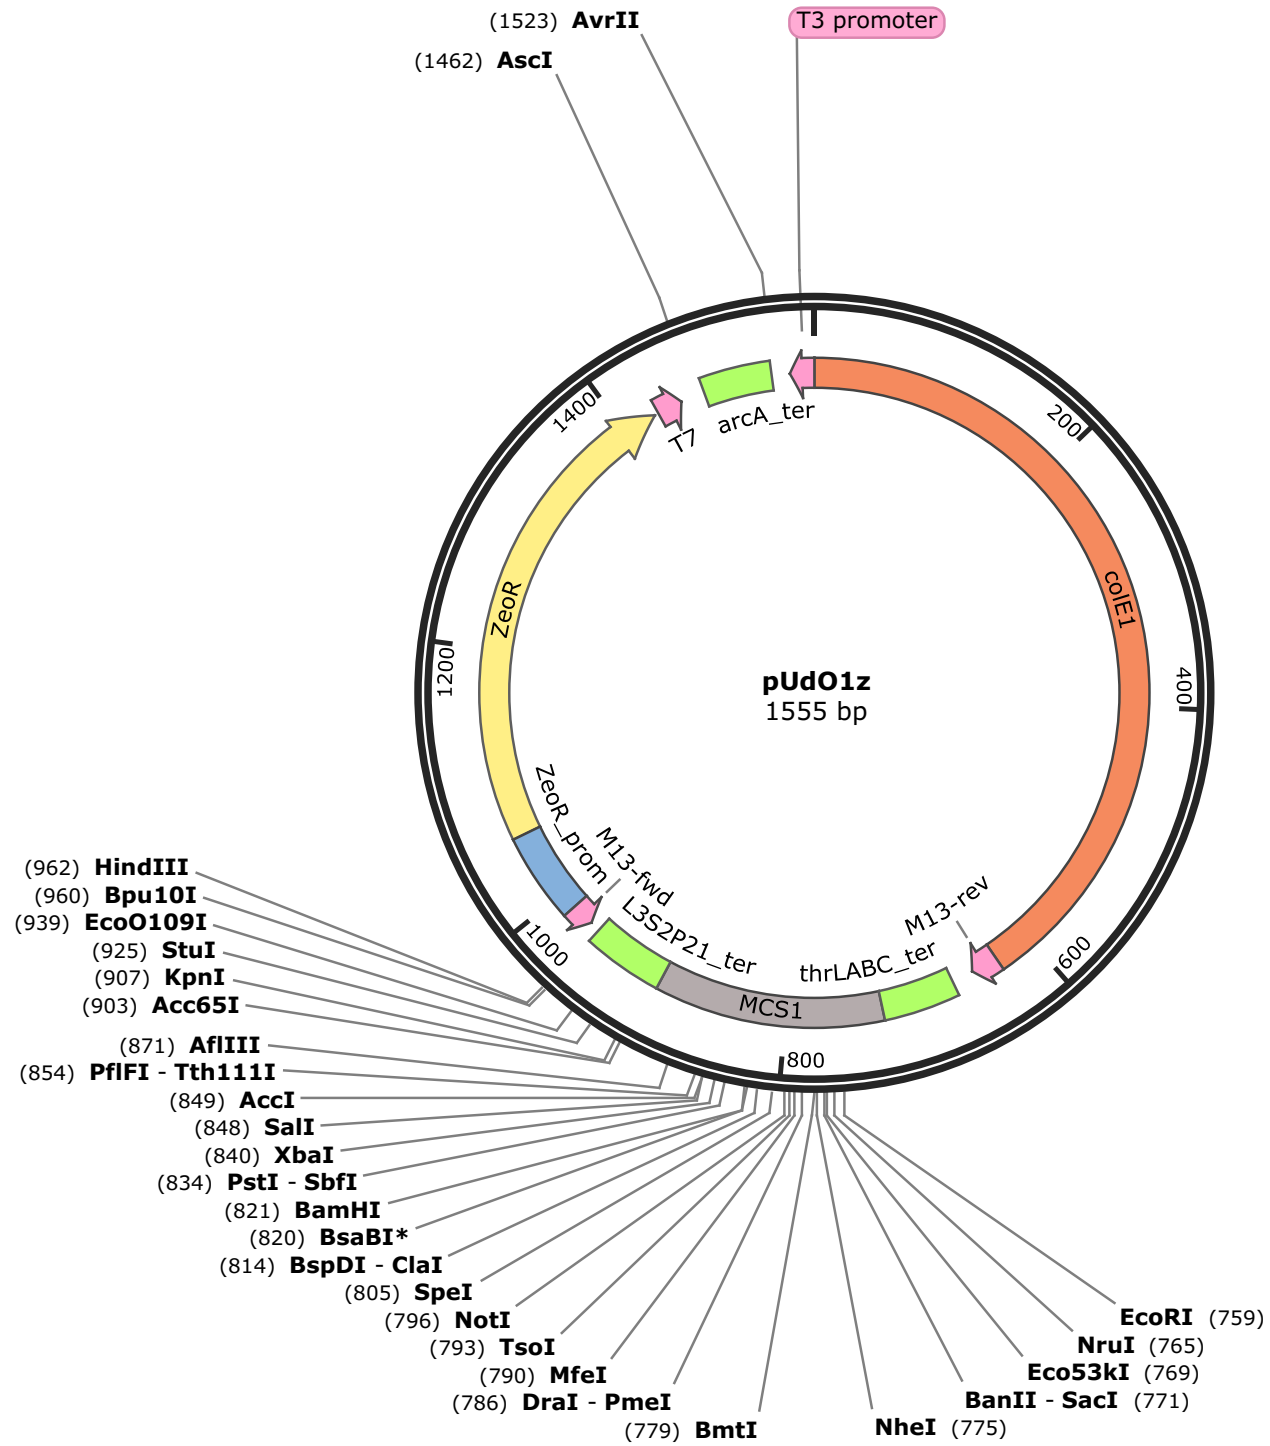 (1523) AvrII
T3 promoter
(1462) AscI
200
1400
T7
arcA_ter
colE1
ZeoR
1200
400
pUdO1z
1555 bp
ZeoR_prom
M13-fwd
L3S2P21_ter
M13-rev
thrLABC_ter
MCS1
1000
600
800
(962) HindIII
(960) Bpu10I
(939) EcoO109I
(925) StuI
(907) KpnI
(903) Acc65I
(871) AflIII
(854) PflFI - Tth111I
(849) AccI
(848) SalI
(840) XbaI
(834) PstI - SbfI
(821) BamHI
(820) BsaBI*
(814) BspDI - ClaI
(805) SpeI
(796) NotI
(793) TsoI
(790) MfeI
(786) DraI - PmeI
(779) BmtI
EcoRI (759)
NruI (765)
Eco53kI (769)
BanII - SacI (771)
NheI (775)